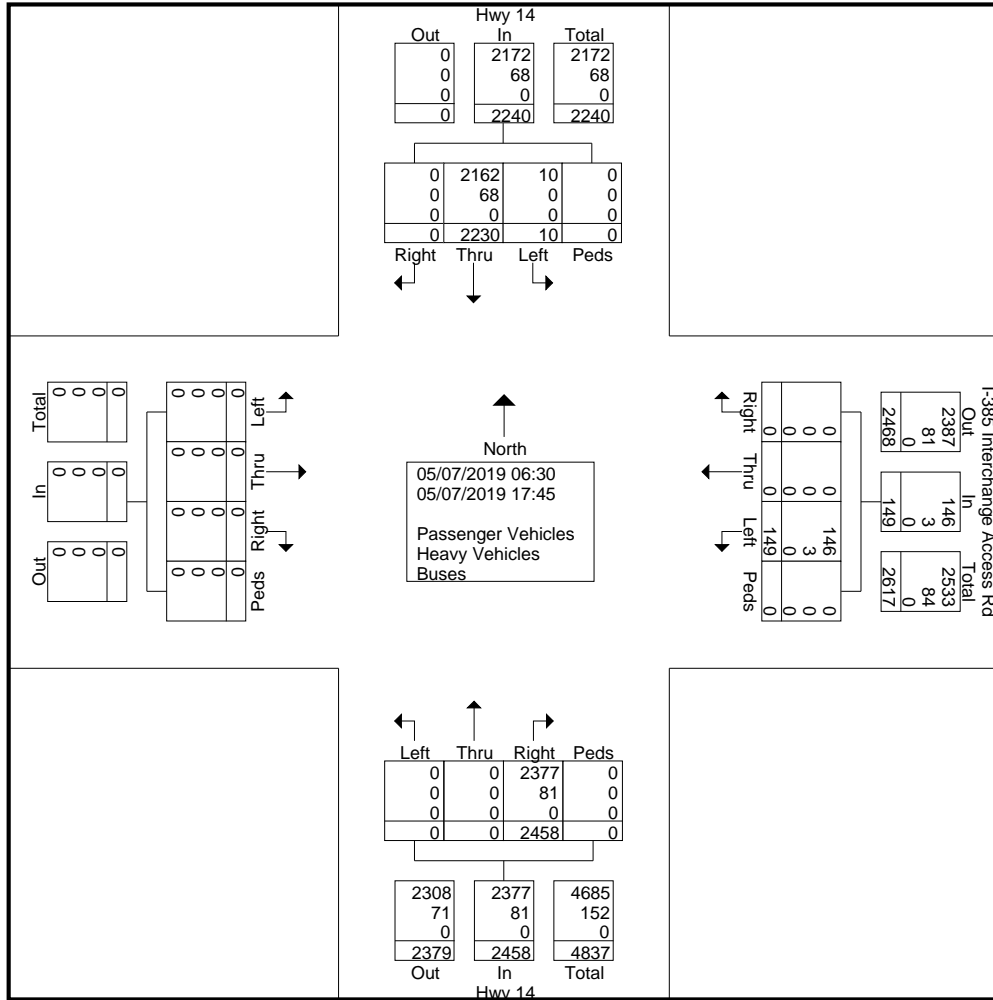 Hwy 14
Out In Total
0 2172 2172
0 68 68
0 0 0
0 2240 2240
0 2162 10 0
0 68 0 0
0 0 0 0
0 2230 10 0
Right Thru Left Peds
Total
0 0 0 0
In
0 0 0 0
Out
0 0 0 0
Left
0 0 0 0
Thru
0 0 0 0
Right
0 0 0 0
Peds
0 0 0 0
North
05/07/2019 06:30
05/07/2019 17:45
Passenger Vehicles
Heavy Vehicles
Buses
Right
0 0 0 0
Thru
0 0 0 0
Left
146
3
0
149
Peds
0 0 0 0
I-385 Interchange Access Rd
Out In Total
2387 146 2533
81 3 84
0 0 0
2468 149 2617
Left Thru Right Peds
0 0 2377 0
0 0 81 0
0 0 0 0
0 0 2458 0
2308 2377 4685
71 81 152
0 0 0
2379 2458 4837
Out In Total
Hwy 14